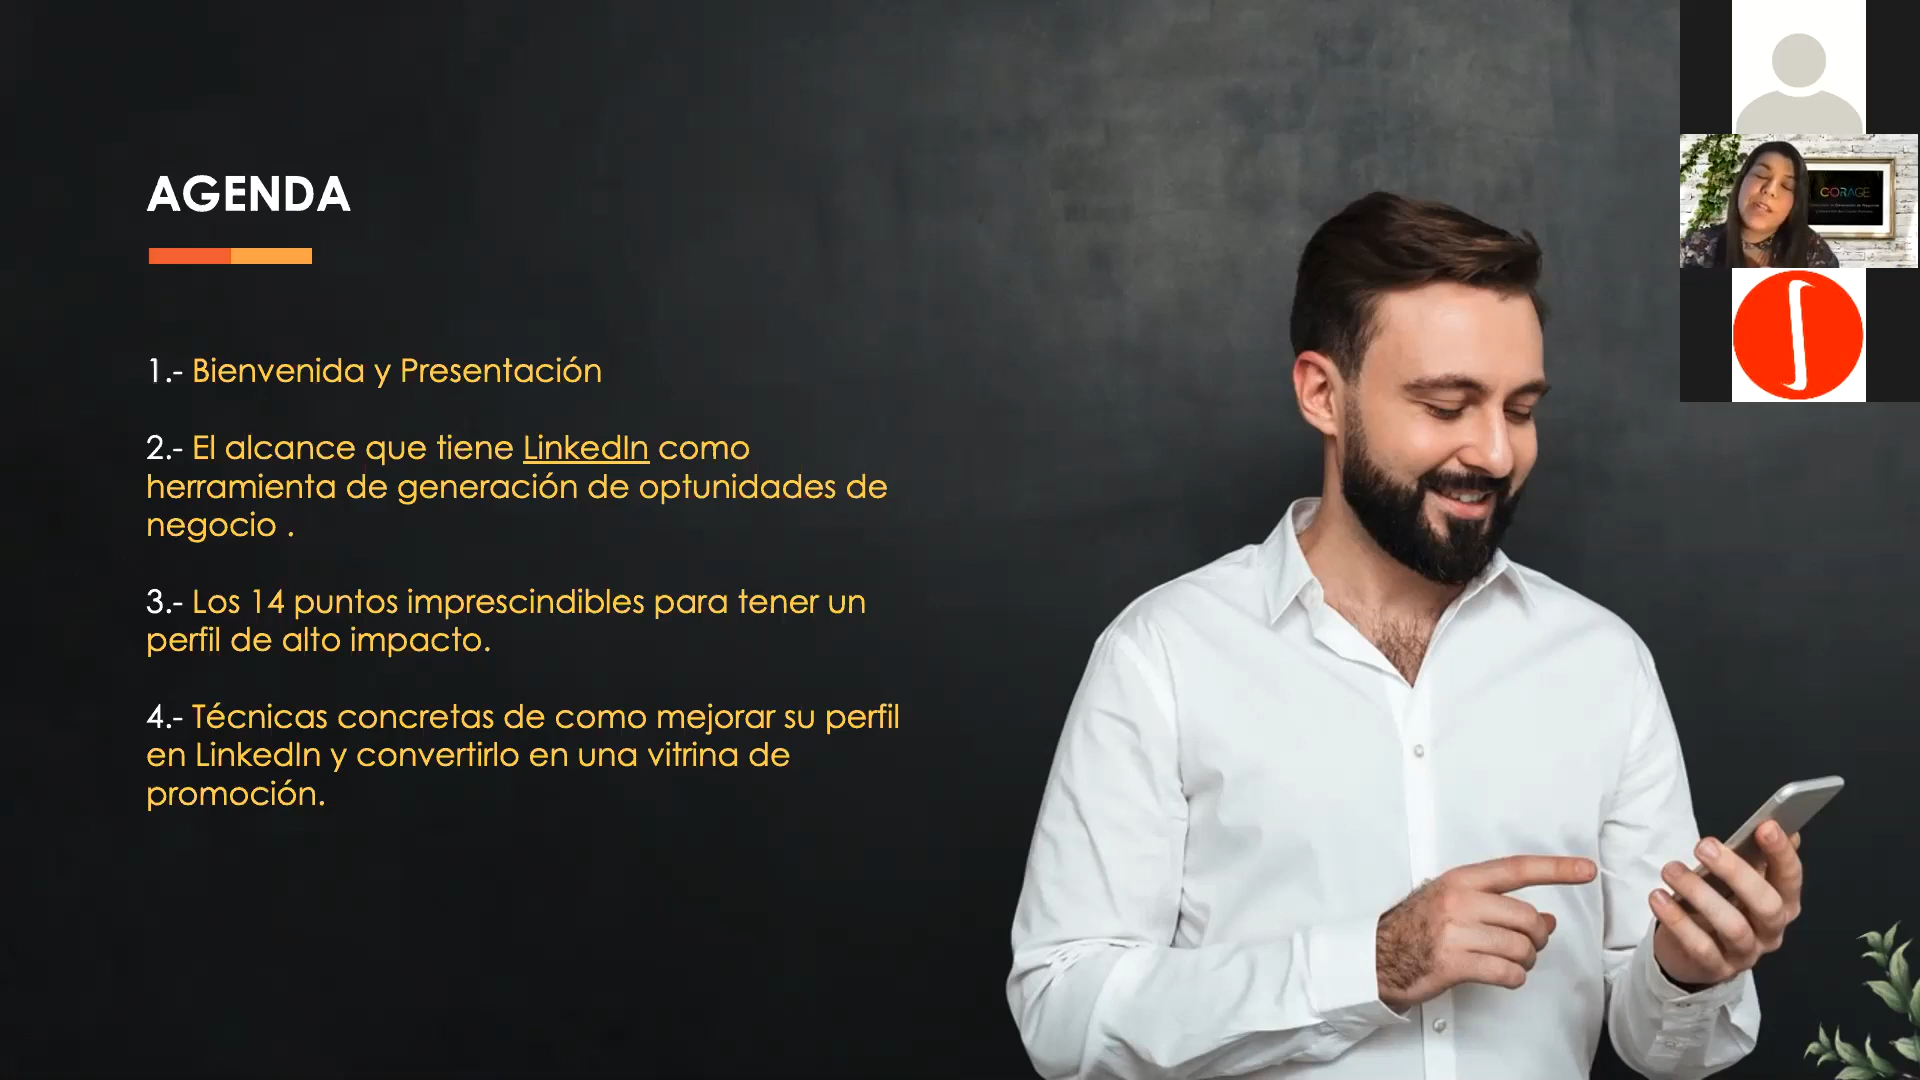 AGENDA
1.- Bienvenida y Presentación
2.- El alcance que tiene LinkedIn como
herramienta de generación de optunidades de
negocio .
3.- Los 14 puntos imprescindibles para tener un
perfil de alto impacto.
4.- Técnicas concretas de como mejorar su perfil
en LinkedIn y convertirlo en una vitrina de
promoción.
CORAGE